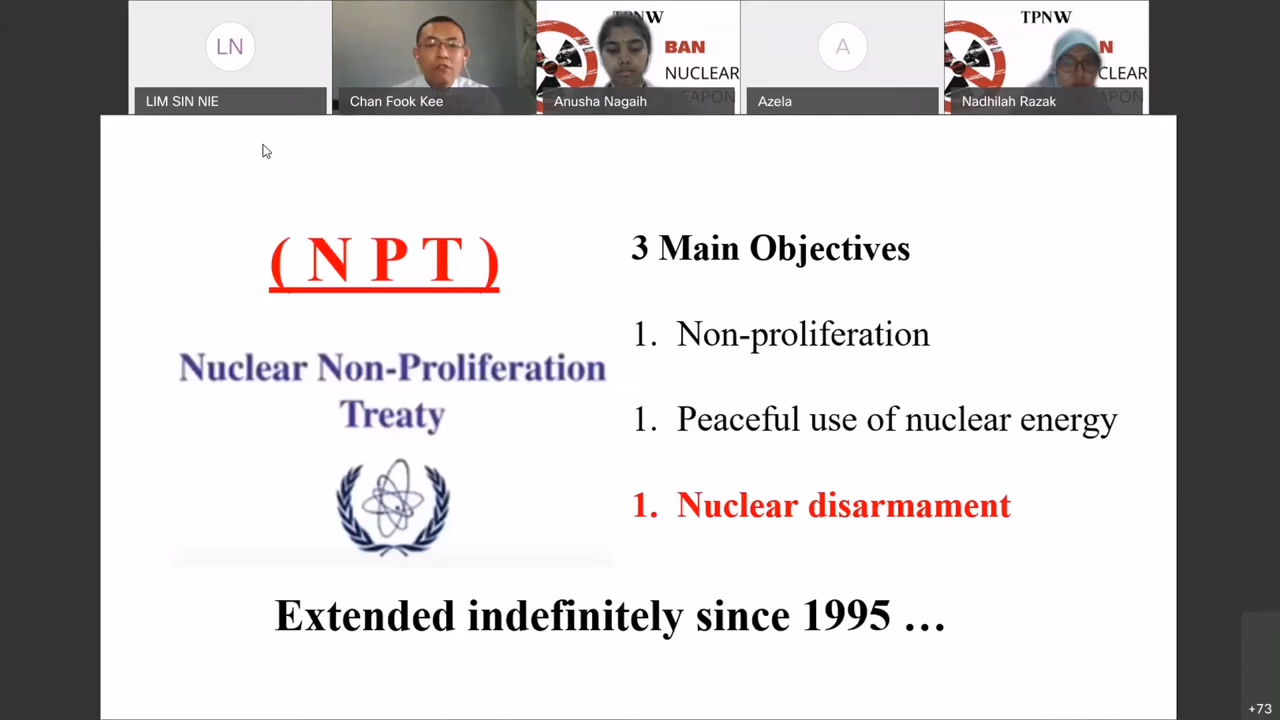 LN
LIM SIN NIE
Chan Fook Kee
TPNW
BAN
NUCLEAR
Anusha Nagaih
A
Azela
TPNW
N
CLEAR
APON
Nadhilah Razak
( N P T )
Nuclear Non-Proliferation
Treaty
3 Main Objectives
1. Non-proliferation
1. Peaceful use of nuclear energy
1. Nuclear disarmament
Extended indefinitely since 1995 …
+73